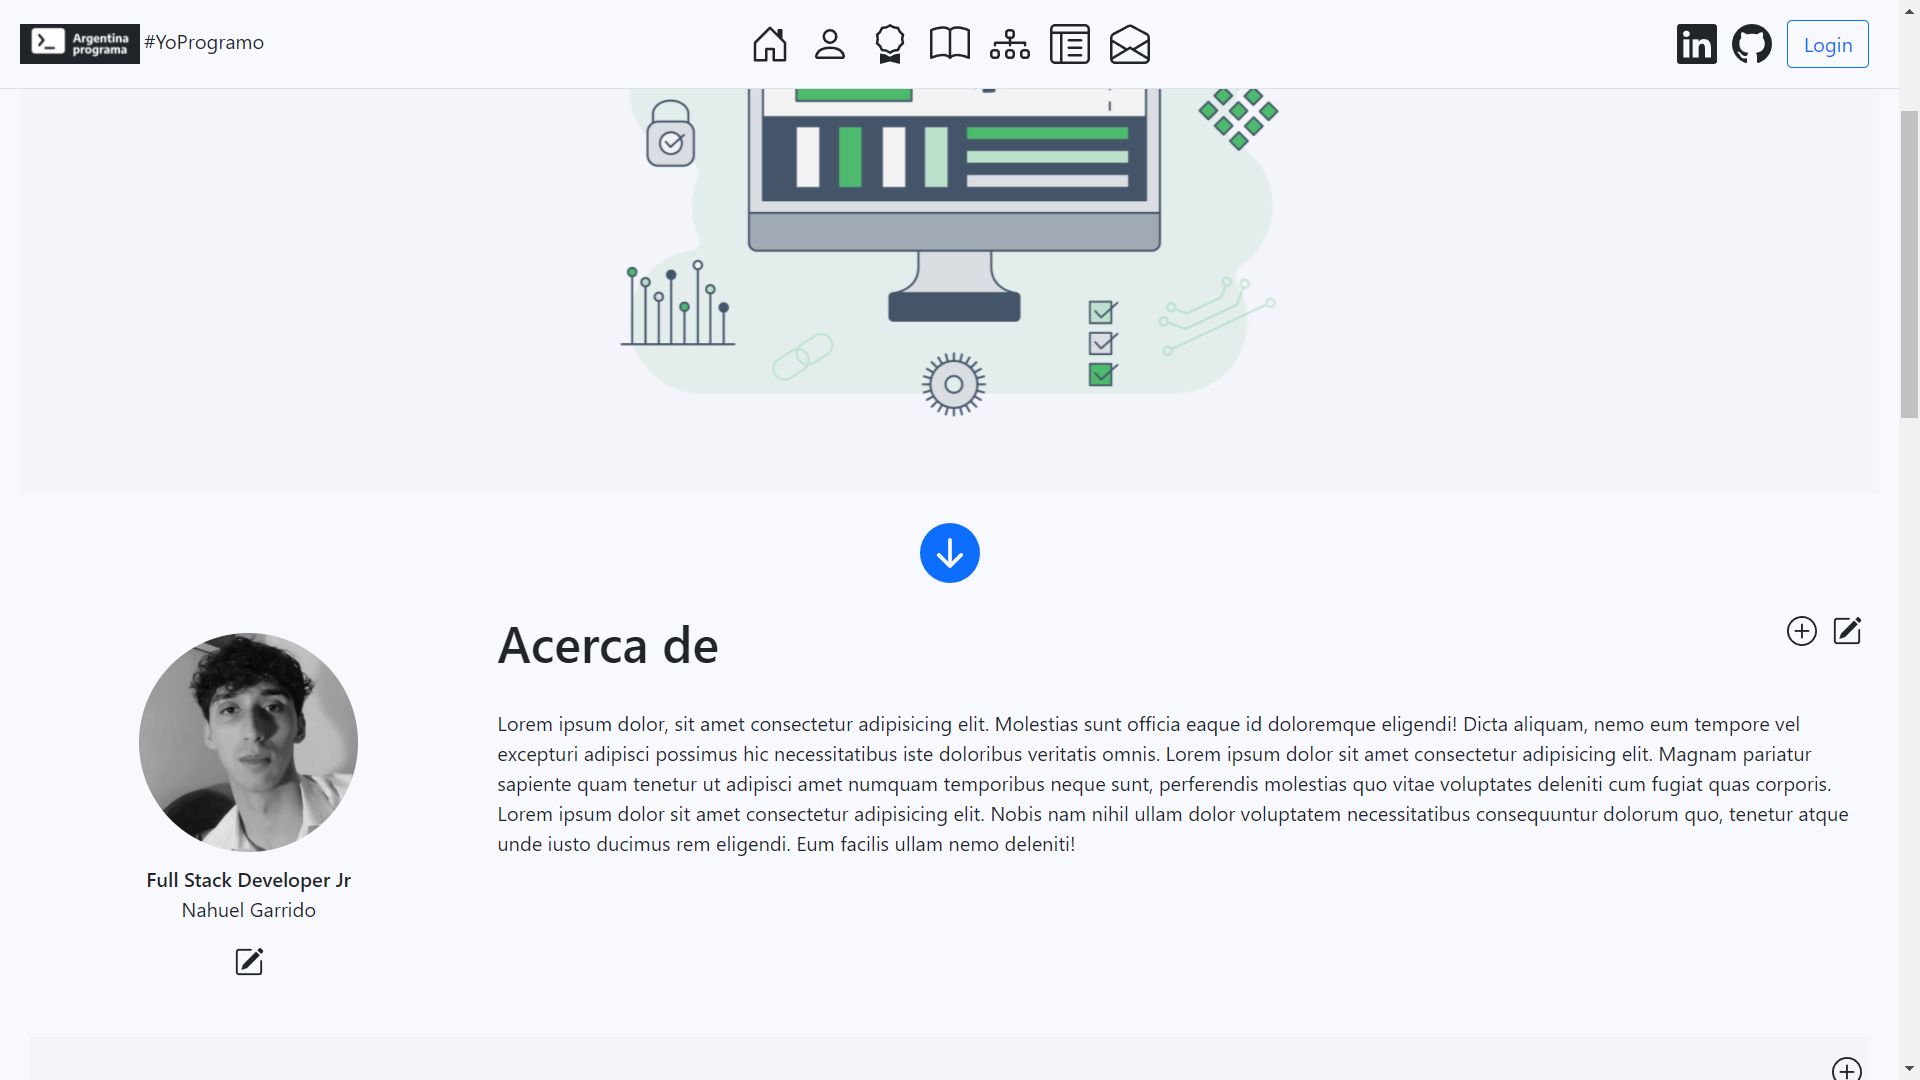 Argentina
programa
#YoProgramo
Login
Acerca de
Lorem ipsum dolor, sit amet consectetur adipisicing elit. Molestias sunt officia eaque id doloremque eligendi! Dicta aliquam, nemo eum tempore vel
excepturi adipisci possimus hic necessitatibus iste doloribus veritatis omnis. Lorem ipsum dolor sit amet consectetur adipisicing elit. Magnam pariatur
sapiente quam tenetur ut adipisci amet numquam temporibus neque sunt, perferendis molestias quo vitae voluptates deleniti cum fugiat quas corporis.
Lorem ipsum dolor sit amet consectetur adipisicing elit. Nobis nam nihil ullam dolor voluptatem necessitatibus consequuntur dolorum quo, tenetur atque
unde iusto ducimus rem eligendi. Eum facilis ullam nemo deleniti!
Full Stack Developer Jr
Nahuel Garrido